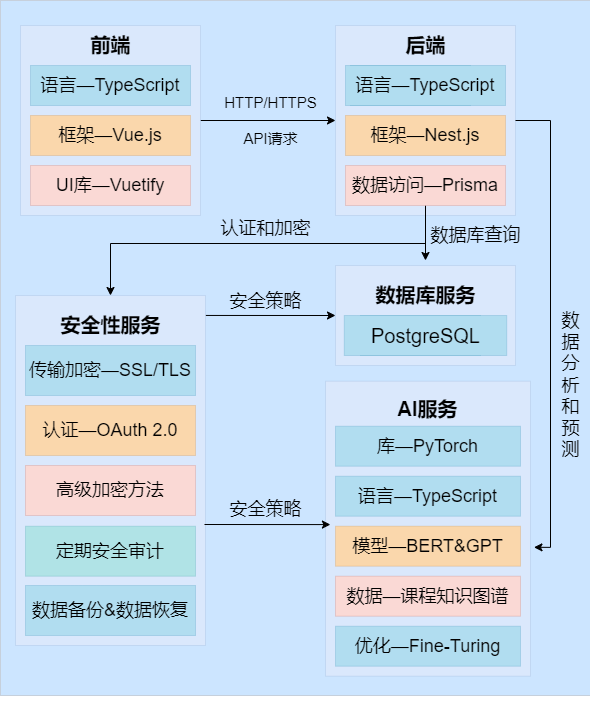 前端
语言—TypeScript
框架—Vue.js
UI库—Vuetify
HTTP/HTTPS
API请求
后端
语言—TypeScript
框架—Nest.js
数据访问—Prisma
认证和加密
数据库查询
安全性服务
传输加密—SSL/TLS
认证—OAuth 2.0
高级加密方法
定期安全审计
数据备份&数据恢复
安全策略
数据库服务
PostgreSQL
安全策略
AI服务
库—PyTorch
语言—TypeScript
模型—BERT&GPT
数据—课程知识图谱
优化—Fine-Turing
数据分析和预测